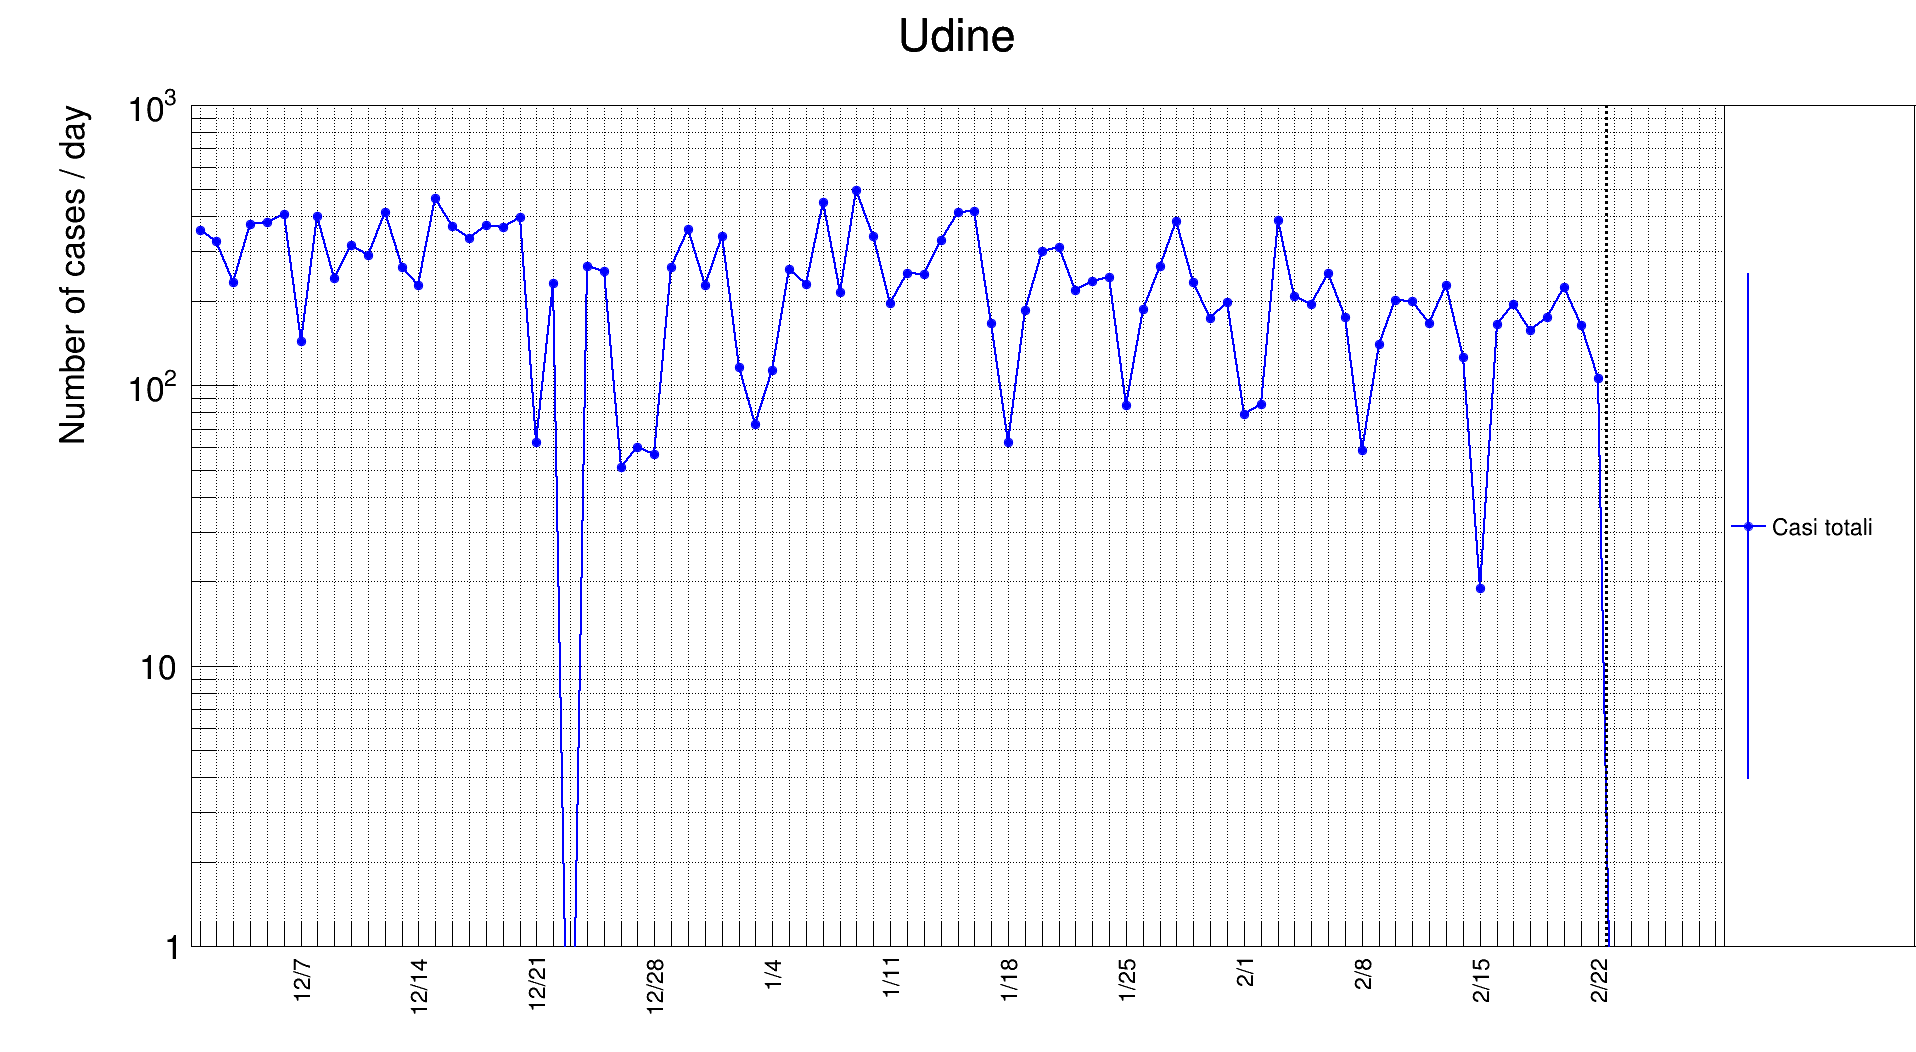 Udine
Number of cases / day
10³
10²
10
1
12/7 12/14 12/21 12/28 1/4 1/11 1/18 1/25 2/1 2/8 2/15 2/22
Casi totali